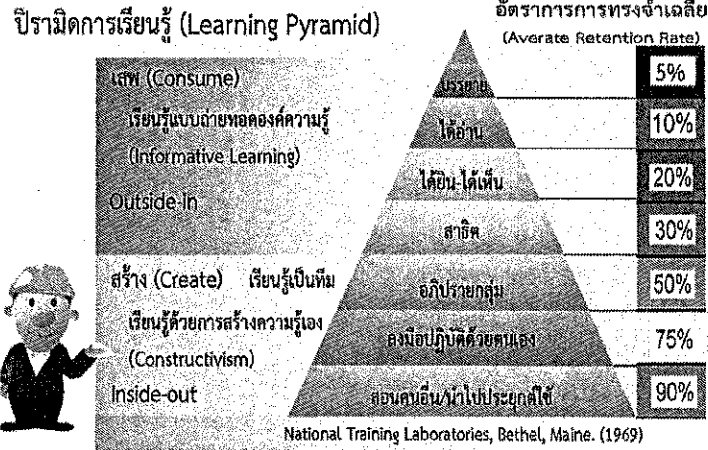 ปิรามิดการเรียนรู้ (Learning Pyramid)
อัตราการการทรงจำเฉลี่ย
(Averate Retention Rate)
เสพ (Consume)
เรียนรู้แบบถ่ายทอดองค์ความรู้
(Informative Learning)
Outside-in
สร้าง (Create) เรียนรู้เป็นทีม
เรียนรู้ด้วยการสร้างความรู้เอง
(Constructivism)
Inside-out
บรรยาย 5%
ได้อ่าน 10%
ได้ยิน-ได้เห็น 20%
สาธิต 30%
อภิปรายกลุ่ม 50%
ลงมือปฏิบัติด้วยตนเอง 75%
สอนคนอื่น/นำไปประยุกต์ใช้ 90%
National Training Laboratories, Bethel, Maine. (1969)